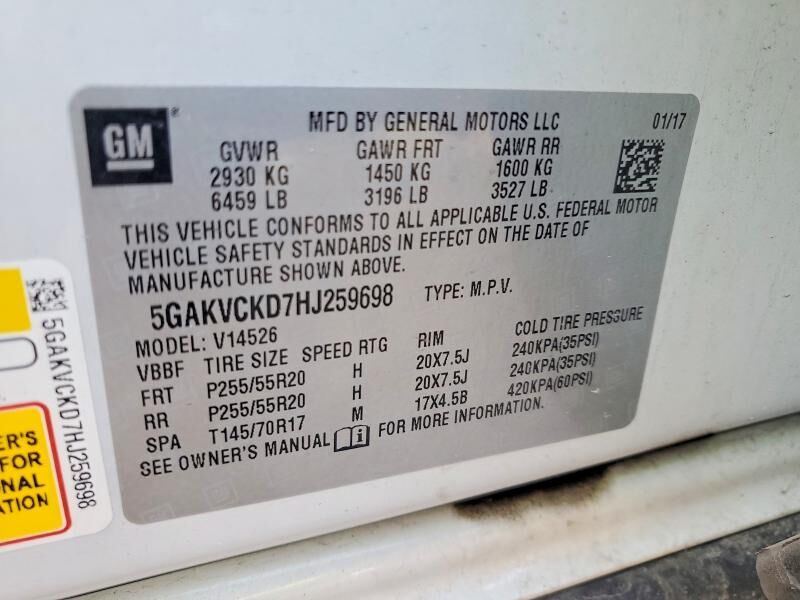 GM
MFD BY GENERAL MOTORS LLC 01/17
GVWR GAWR FRT GAWR RR
2930 KG 1450 KG 1600 KG
6459 LB 3196 LB 3527 LB
THIS VEHICLE CONFORMS TO ALL APPLICABLE U.S. FEDERAL MOTOR
VEHICLE SAFETY STANDARDS IN EFFECT ON THE DATE OF
MANUFACTURE SHOWN ABOVE.
5GAKVCKD7HJ259698 TYPE: M.P.V.
MODEL: V14526
VBBF TIRE SIZE SPEED RTG RIM COLD TIRE PRESSURE
FRT P255/55R20 H 20X7.5J 240KPA(35PSI)
RR P255/55R20 H 20X7.5J 240KPA(35PSI)
SPA T145/70R17 M 17X4.5B 420KPA(60PSI)
SEE OWNER'S MANUAL FOR MORE INFORMATION.
5GAKVCKD7HJ259698
ER'S
FOR
NAL
ATION